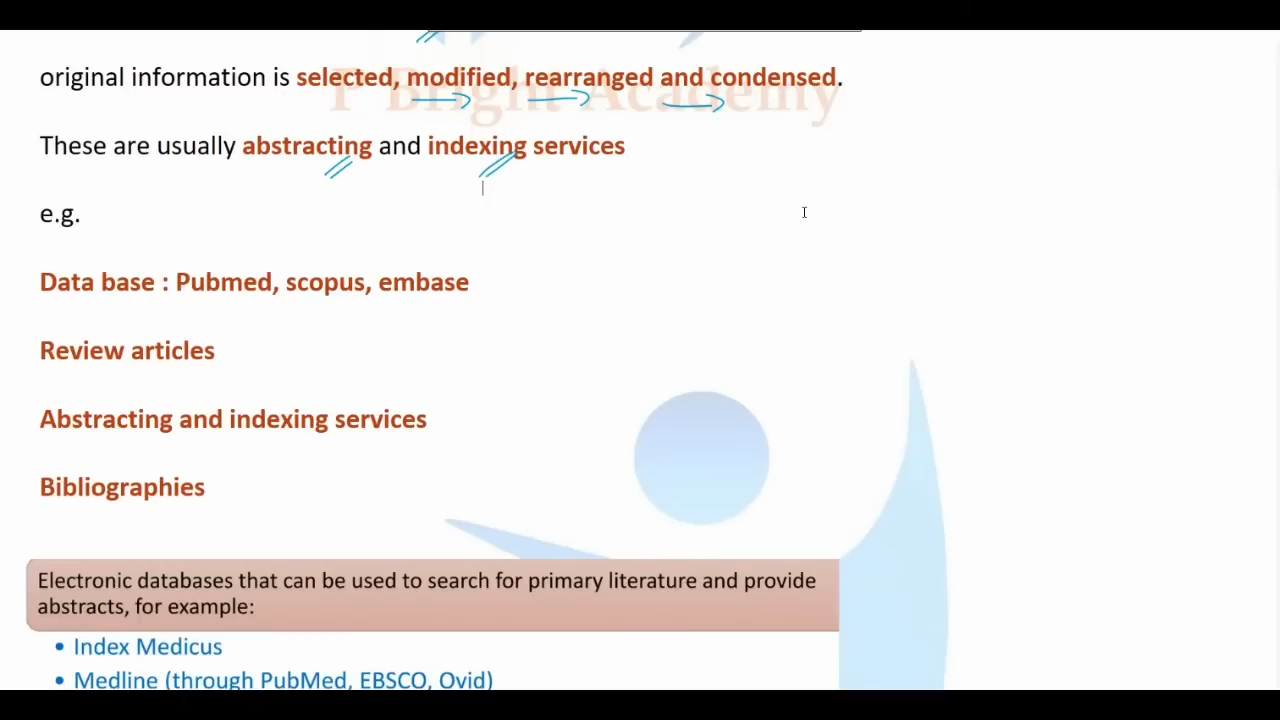 original information is selected, modified, rearranged and condensed.
P Bright Academy
These are usually abstracting and indexing services
e.g.
Data base : Pubmed, scopus, embase
Review articles
Abstracting and indexing services
Bibliographies
Electronic databases that can be used to search for primary literature and provide
abstracts, for example:
• Index Medicus
• Medline (through PubMed, EBSCO, Ovid)